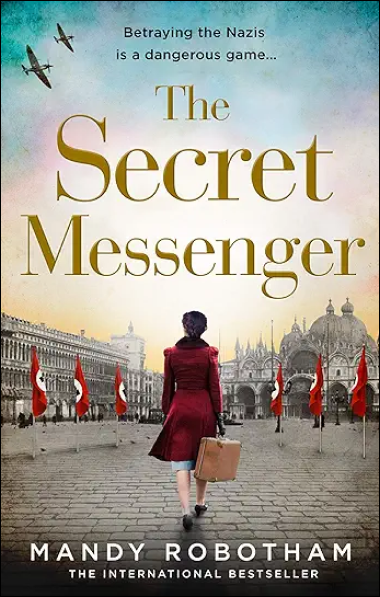 Betraying the Nazis
is a dangerous game...
The
Secret
Messenger
MANDY ROBOTHAM
THE INTERNATIONAL BESTSELLER